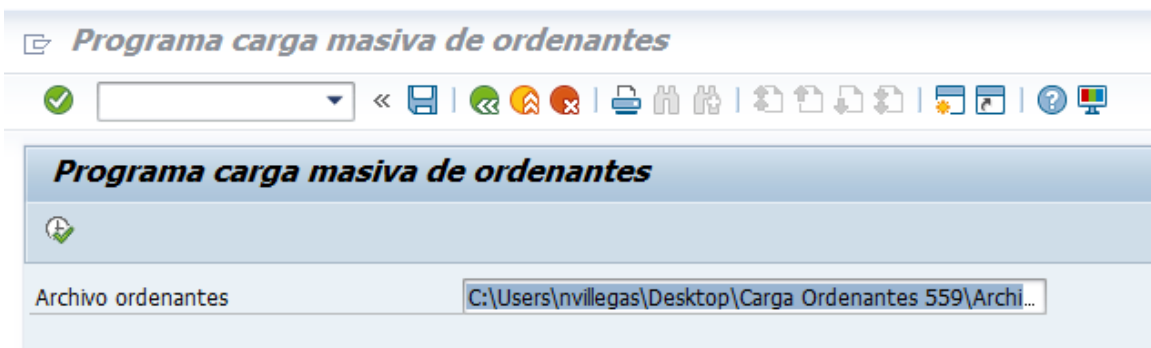 Programa carga masiva de ordenantes
Programa carga masiva de ordenantes
Archivo ordenantes C:\Users\nvillegas\Desktop\Carga Ordenantes 559\Archi...